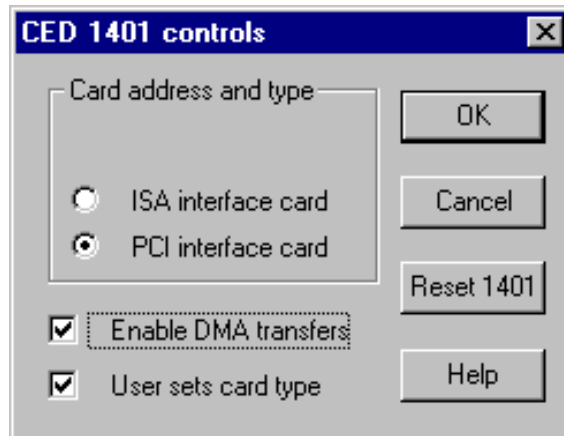 CED 1401 controls
Card address and type
OK
ISA interface card
Cancel
PCI interface card
Reset 1401
Enable DMA transfers
User sets card type
Help